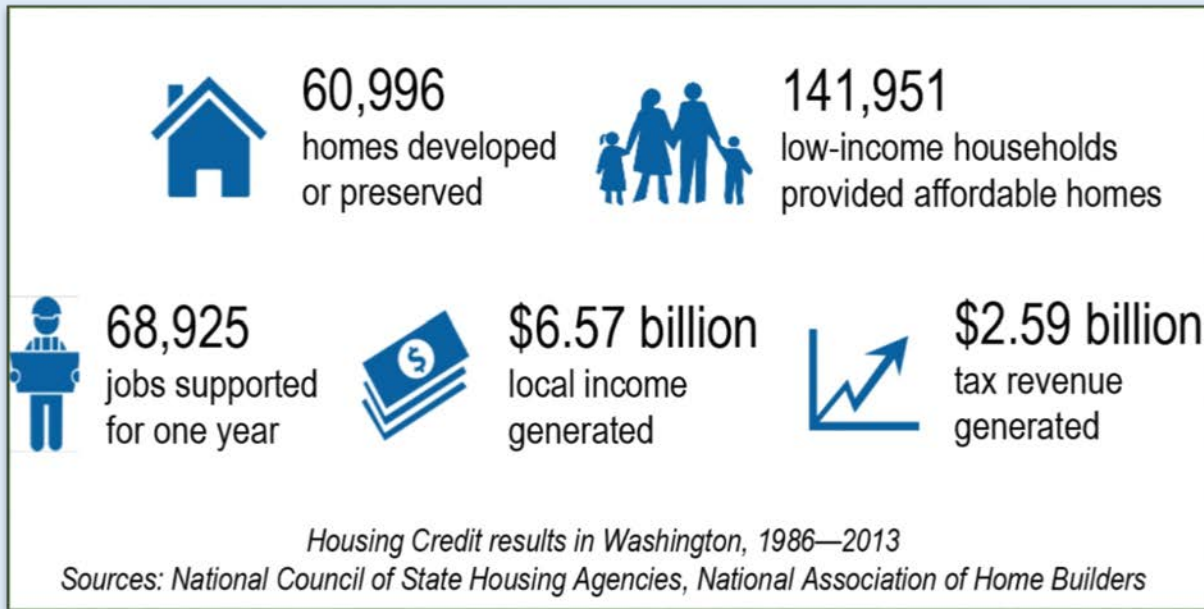 60,996
homes developed
or preserved
141,951
low-income households
provided affordable homes
68,925
jobs supported
for one year
$
$6.57 billion
local income
generated
$2.59 billion
tax revenue
generated
Housing Credit results in Washington, 1986—2013
Sources: National Council of State Housing Agencies, National Association of Home Builders